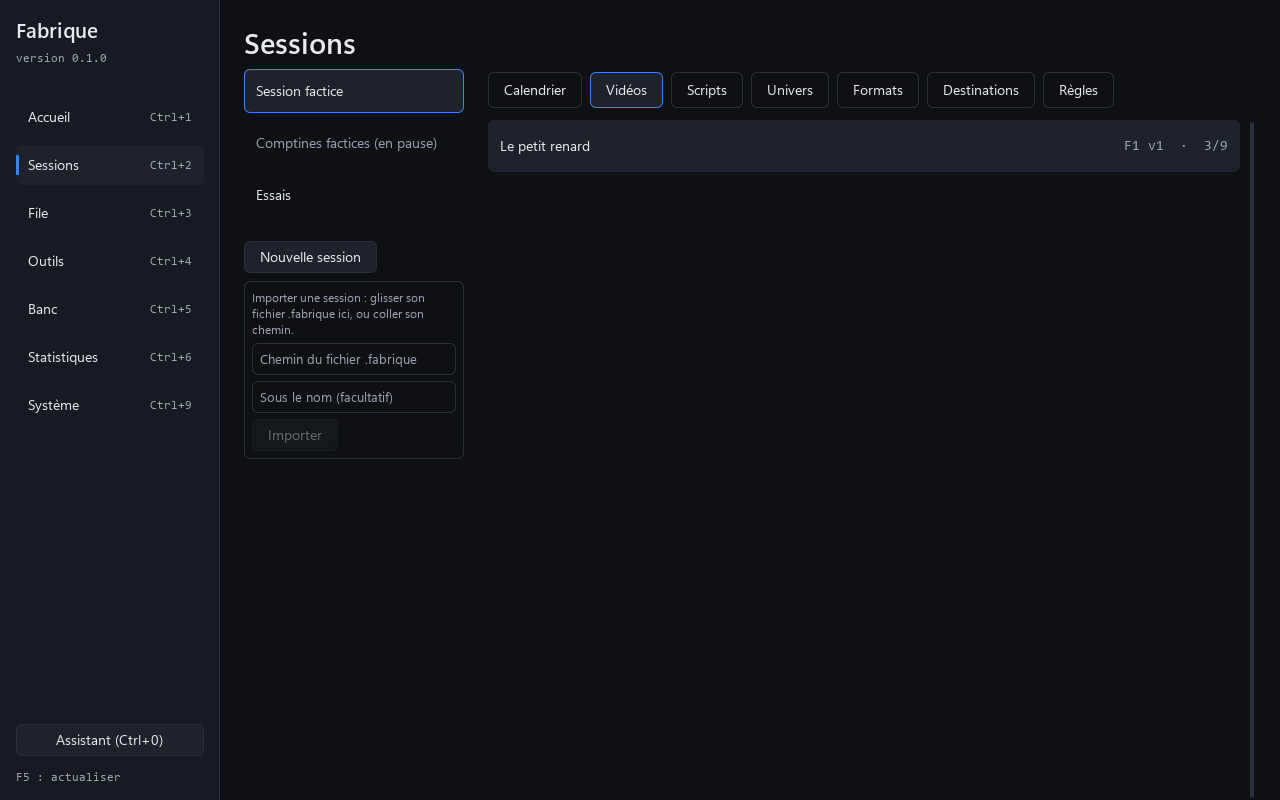 Fabrique
version 0.1.0
Accueil Ctrl+1
Sessions Ctrl+2
File Ctrl+3
Outils Ctrl+4
Banc Ctrl+5
Statistiques Ctrl+6
Système Ctrl+9
Assistant (Ctrl+0)
F5 : actualiser
Sessions
Session factice
Comptines factices (en pause)
Essais
Nouvelle session
Importer une session : glisser son
fichier .fabrique ici, ou coller son
chemin.
Chemin du fichier .fabrique
Sous le nom (facultatif)
Importer
Calendrier Vidéos Scripts Univers Formats Destinations Règles
Le petit renard F1 v1 · 3/9